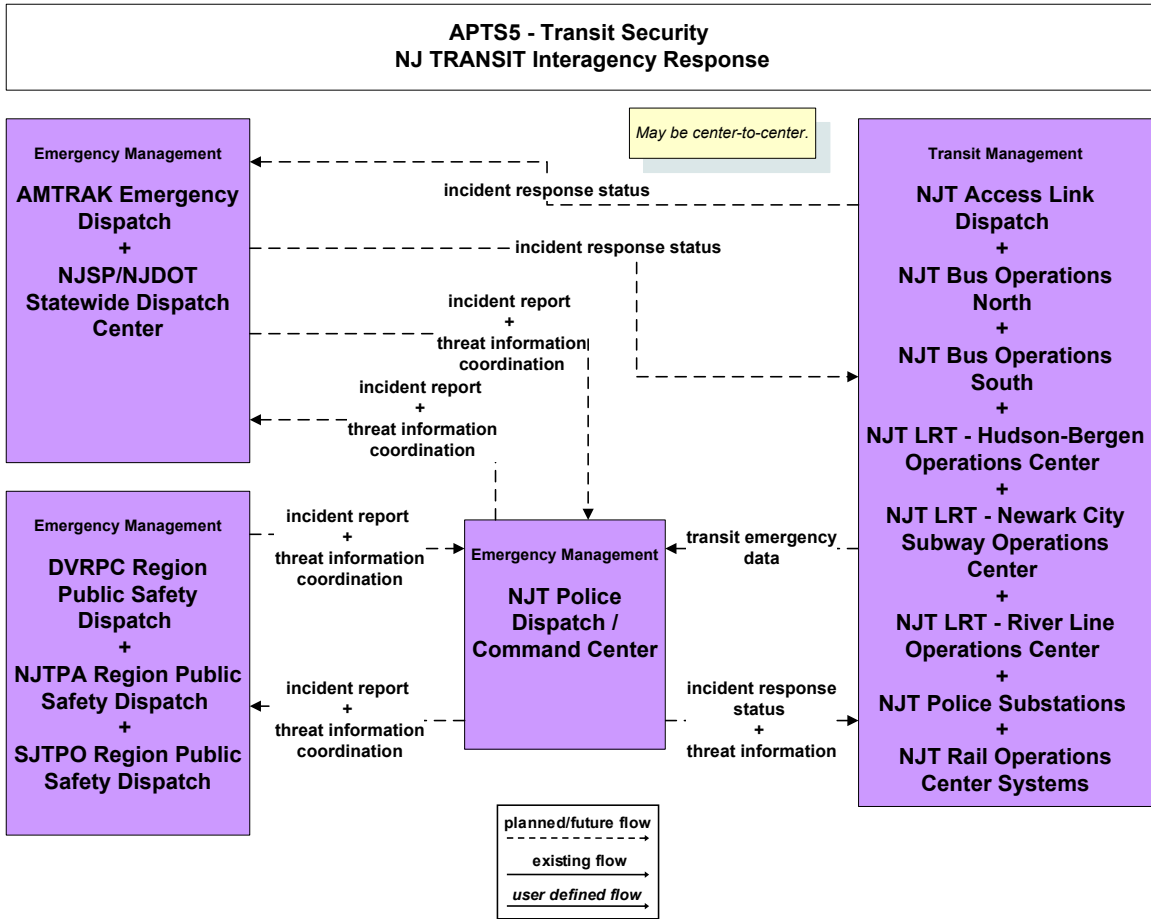 APTS5 - Transit Security
NJ TRANSIT Interagency Response
May be center-to-center.
Emergency Management
AMTRAK Emergency
Dispatch
+
NJSP/NJDOT
Statewide Dispatch
Center
incident response status
incident response status
incident report
+
threat information
coordination
incident report
+
threat information
coordination
Transit Management
NJT Access Link
Dispatch
+
NJT Bus Operations
North
+
NJT Bus Operations
South
+
NJT LRT - Hudson-Bergen
Operations Center
+
NJT LRT - Newark City
Subway Operations
Center
+
NJT LRT - River Line
Operations Center
+
NJT Police Substations
+
NJT Rail Operations
Center Systems
Emergency Management
DVRPC Region
Public Safety
Dispatch
+
NJTPA Region Public
Safety Dispatch
+
SJTPO Region Public
Safety Dispatch
incident report
+
threat information
coordination
incident report
+
threat information
coordination
Emergency Management
NJT Police
Dispatch /
Command Center
transit emergency
data
incident response
status
+
threat information
planned/future flow
existing flow
user defined flow